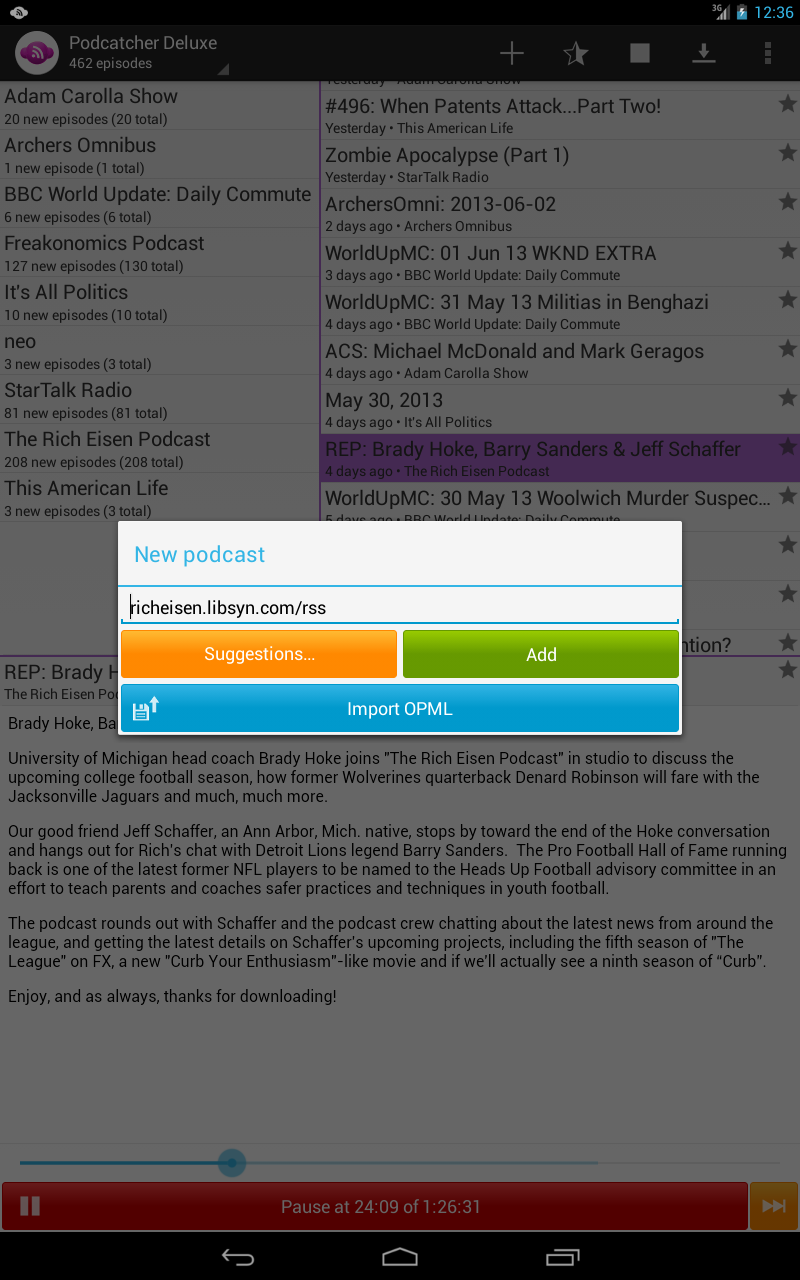 3G 12:36
Podcatcher Deluxe
462 episodes
Adam Carolla Show
20 new episodes (20 total)
Archers Omnibus
1 new episode (1 total)
BBC World Update: Daily Commute
6 new episodes (6 total)
Freakonomics Podcast
127 new episodes (130 total)
It's All Politics
10 new episodes (10 total)
neo
3 new episodes (3 total)
StarTalk Radio
81 new episodes (81 total)
The Rich Eisen Podcast
208 new episodes (208 total)
This American Life
3 new episodes (3 total)
Yesterday • Adam Carolla Show
#496: When Patents Attack...Part Two!
Yesterday • This American Life
Zombie Apocalypse (Part 1)
Yesterday • StarTalk Radio
ArchersOmni: 2013-06-02
2 days ago • Archers Omnibus
WorldUpMC: 01 Jun 13 WKND EXTRA
3 days ago • BBC World Update: Daily Commute
WorldUpMC: 31 May 13 Militias in Benghazi
4 days ago • BBC World Update: Daily Commute
ACS: Michael McDonald and Mark Geragos
4 days ago • Adam Carolla Show
May 30, 2013
4 days ago • It's All Politics
REP: Brady Hoke, Barry Sanders & Jeff Schaffer
4 days ago • The Rich Eisen Podcast
WorldUpMC: 30 May 13 Woolwich Murder Suspec...
5 days ago • BBC World Update: Daily Commute
New podcast
richeisen.libsyn.com/rss
Suggestions...
Add
Import OPML
ntion?
REP: Brady H
The Rich Eisen Po
Brady Hoke, Ba
University of Michigan head coach Brady Hoke joins "The Rich Eisen Podcast" in studio to discuss the
upcoming college football season, how former Wolverines quarterback Denard Robinson will fare with the
Jacksonville Jaguars and much, much more.
Our good friend Jeff Schaffer, an Ann Arbor, Mich. native, stops by toward the end of the Hoke conversation
and hangs out for Rich's chat with Detroit Lions legend Barry Sanders.  The Pro Football Hall of Fame running
back is one of the latest former NFL players to be named to the Heads Up Football advisory committee in an
effort to teach parents and coaches safer practices and techniques in youth football.
The podcast rounds out with Schaffer and the podcast crew chatting about the latest news from around the
league, and getting the latest details on Schaffer's upcoming projects, including the fifth season of "The
League" on FX, a new "Curb Your Enthusiasm"-like movie and if we'll actually see a ninth season of “Curb”.
Enjoy, and as always, thanks for downloading!
Pause at 24:09 of 1:26:31